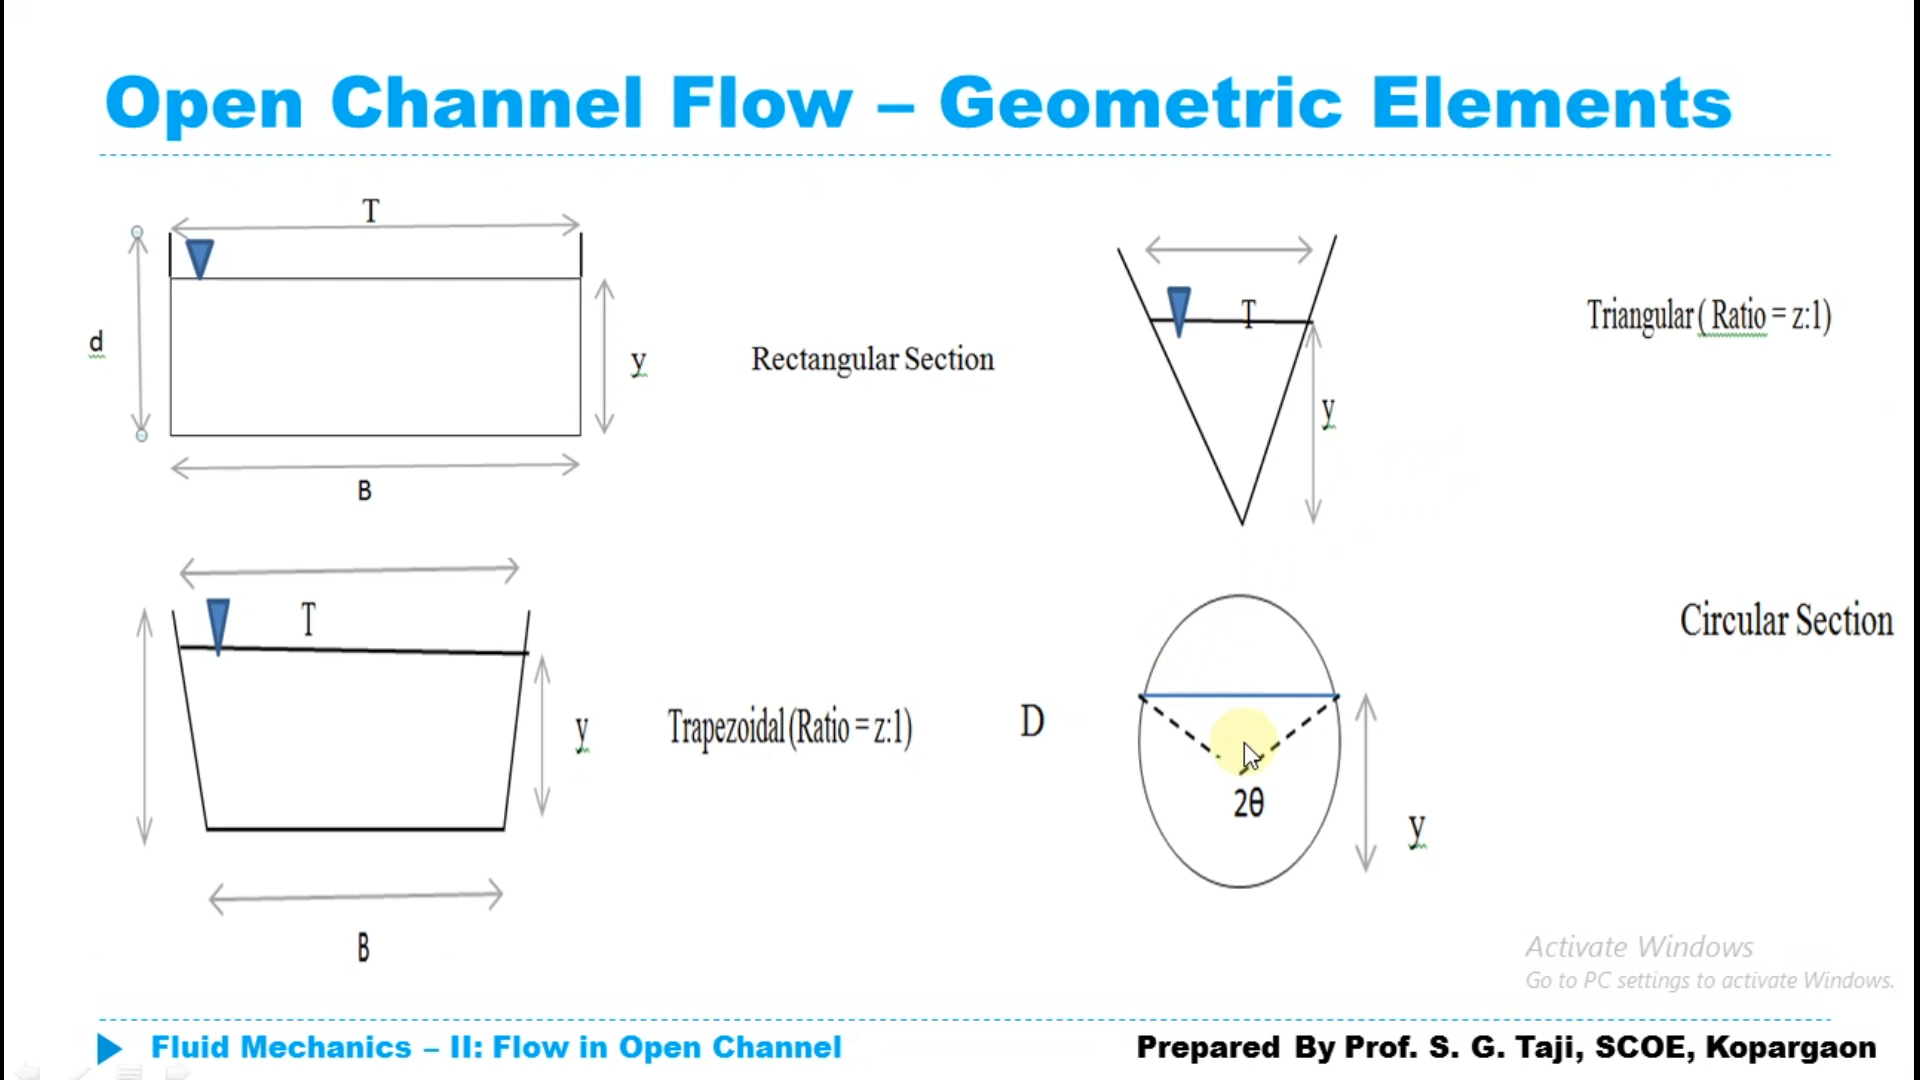 Open Channel Flow – Geometric Elements
T
d
y
Rectangular Section
B
T
y
Triangular ( Ratio = z:1)
T
y
Trapezoidal (Ratio = z:1)
B
D
2θ
y
Circular Section
Activate Windows
Go to PC settings to activate Windows.
Fluid Mechanics – II: Flow in Open Channel
Prepared By Prof. S. G. Taji, SCOE, Kopargaon